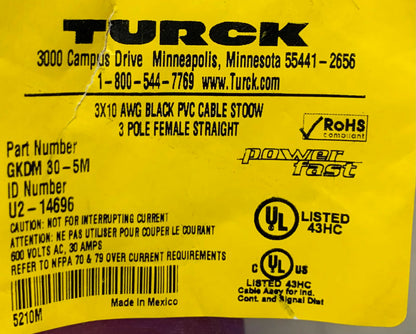 TURCK
3000 Campus Drive Minneapolis, Minnesota 55441-2656
1-800-544-7769 www.Turck.com
3X10 AWG BLACK PVC CABLE STOOW
3 POLE FEMALE STRAIGHT
RoHS
compliant
Part Number
GKDM 30-5M
power
fast
ID Number
U2-14696
CAUTION: NOT FOR INTERRUPTING CURRENT
ATTENTION: NE PAS UTILISER POUR COUPER LE COURANT
600 VOLTS AC, 30 AMPS
REFER TO NFPA 70 & 79 OVER CURRENT REQUIREMENTS
UL LISTED
43HC
C UL US
LISTED 43HC
Cable Assy for Ind.
Cont. and Signal Dist
Made in Mexico
5210M